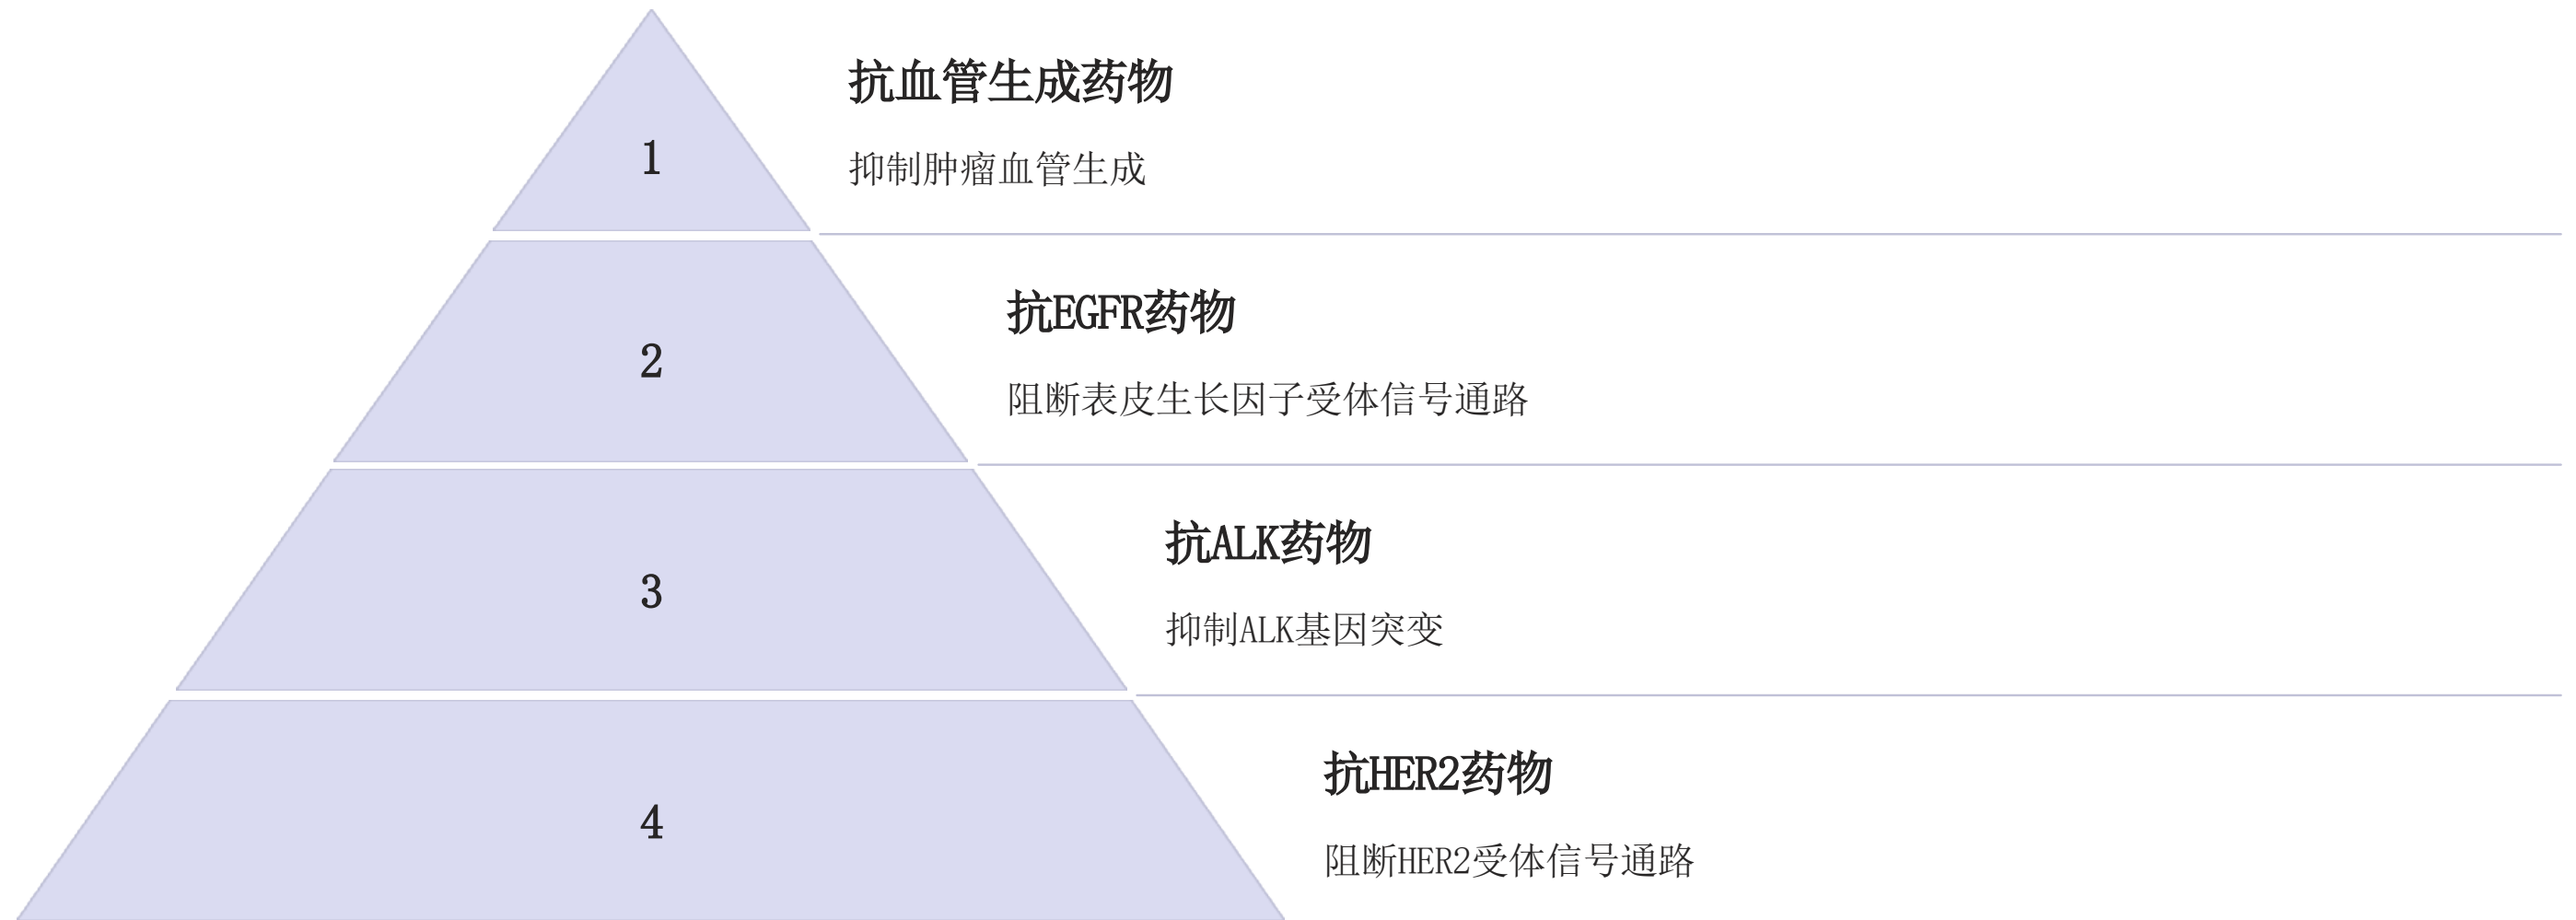 1
抗血管生成药物
抑制肿瘤血管生成
2
抗EGFR药物
阻断表皮生长因子受体信号通路
3
抗ALK药物
抑制ALK基因突变
4
抗HER2药物
阻断HER2受体信号通路